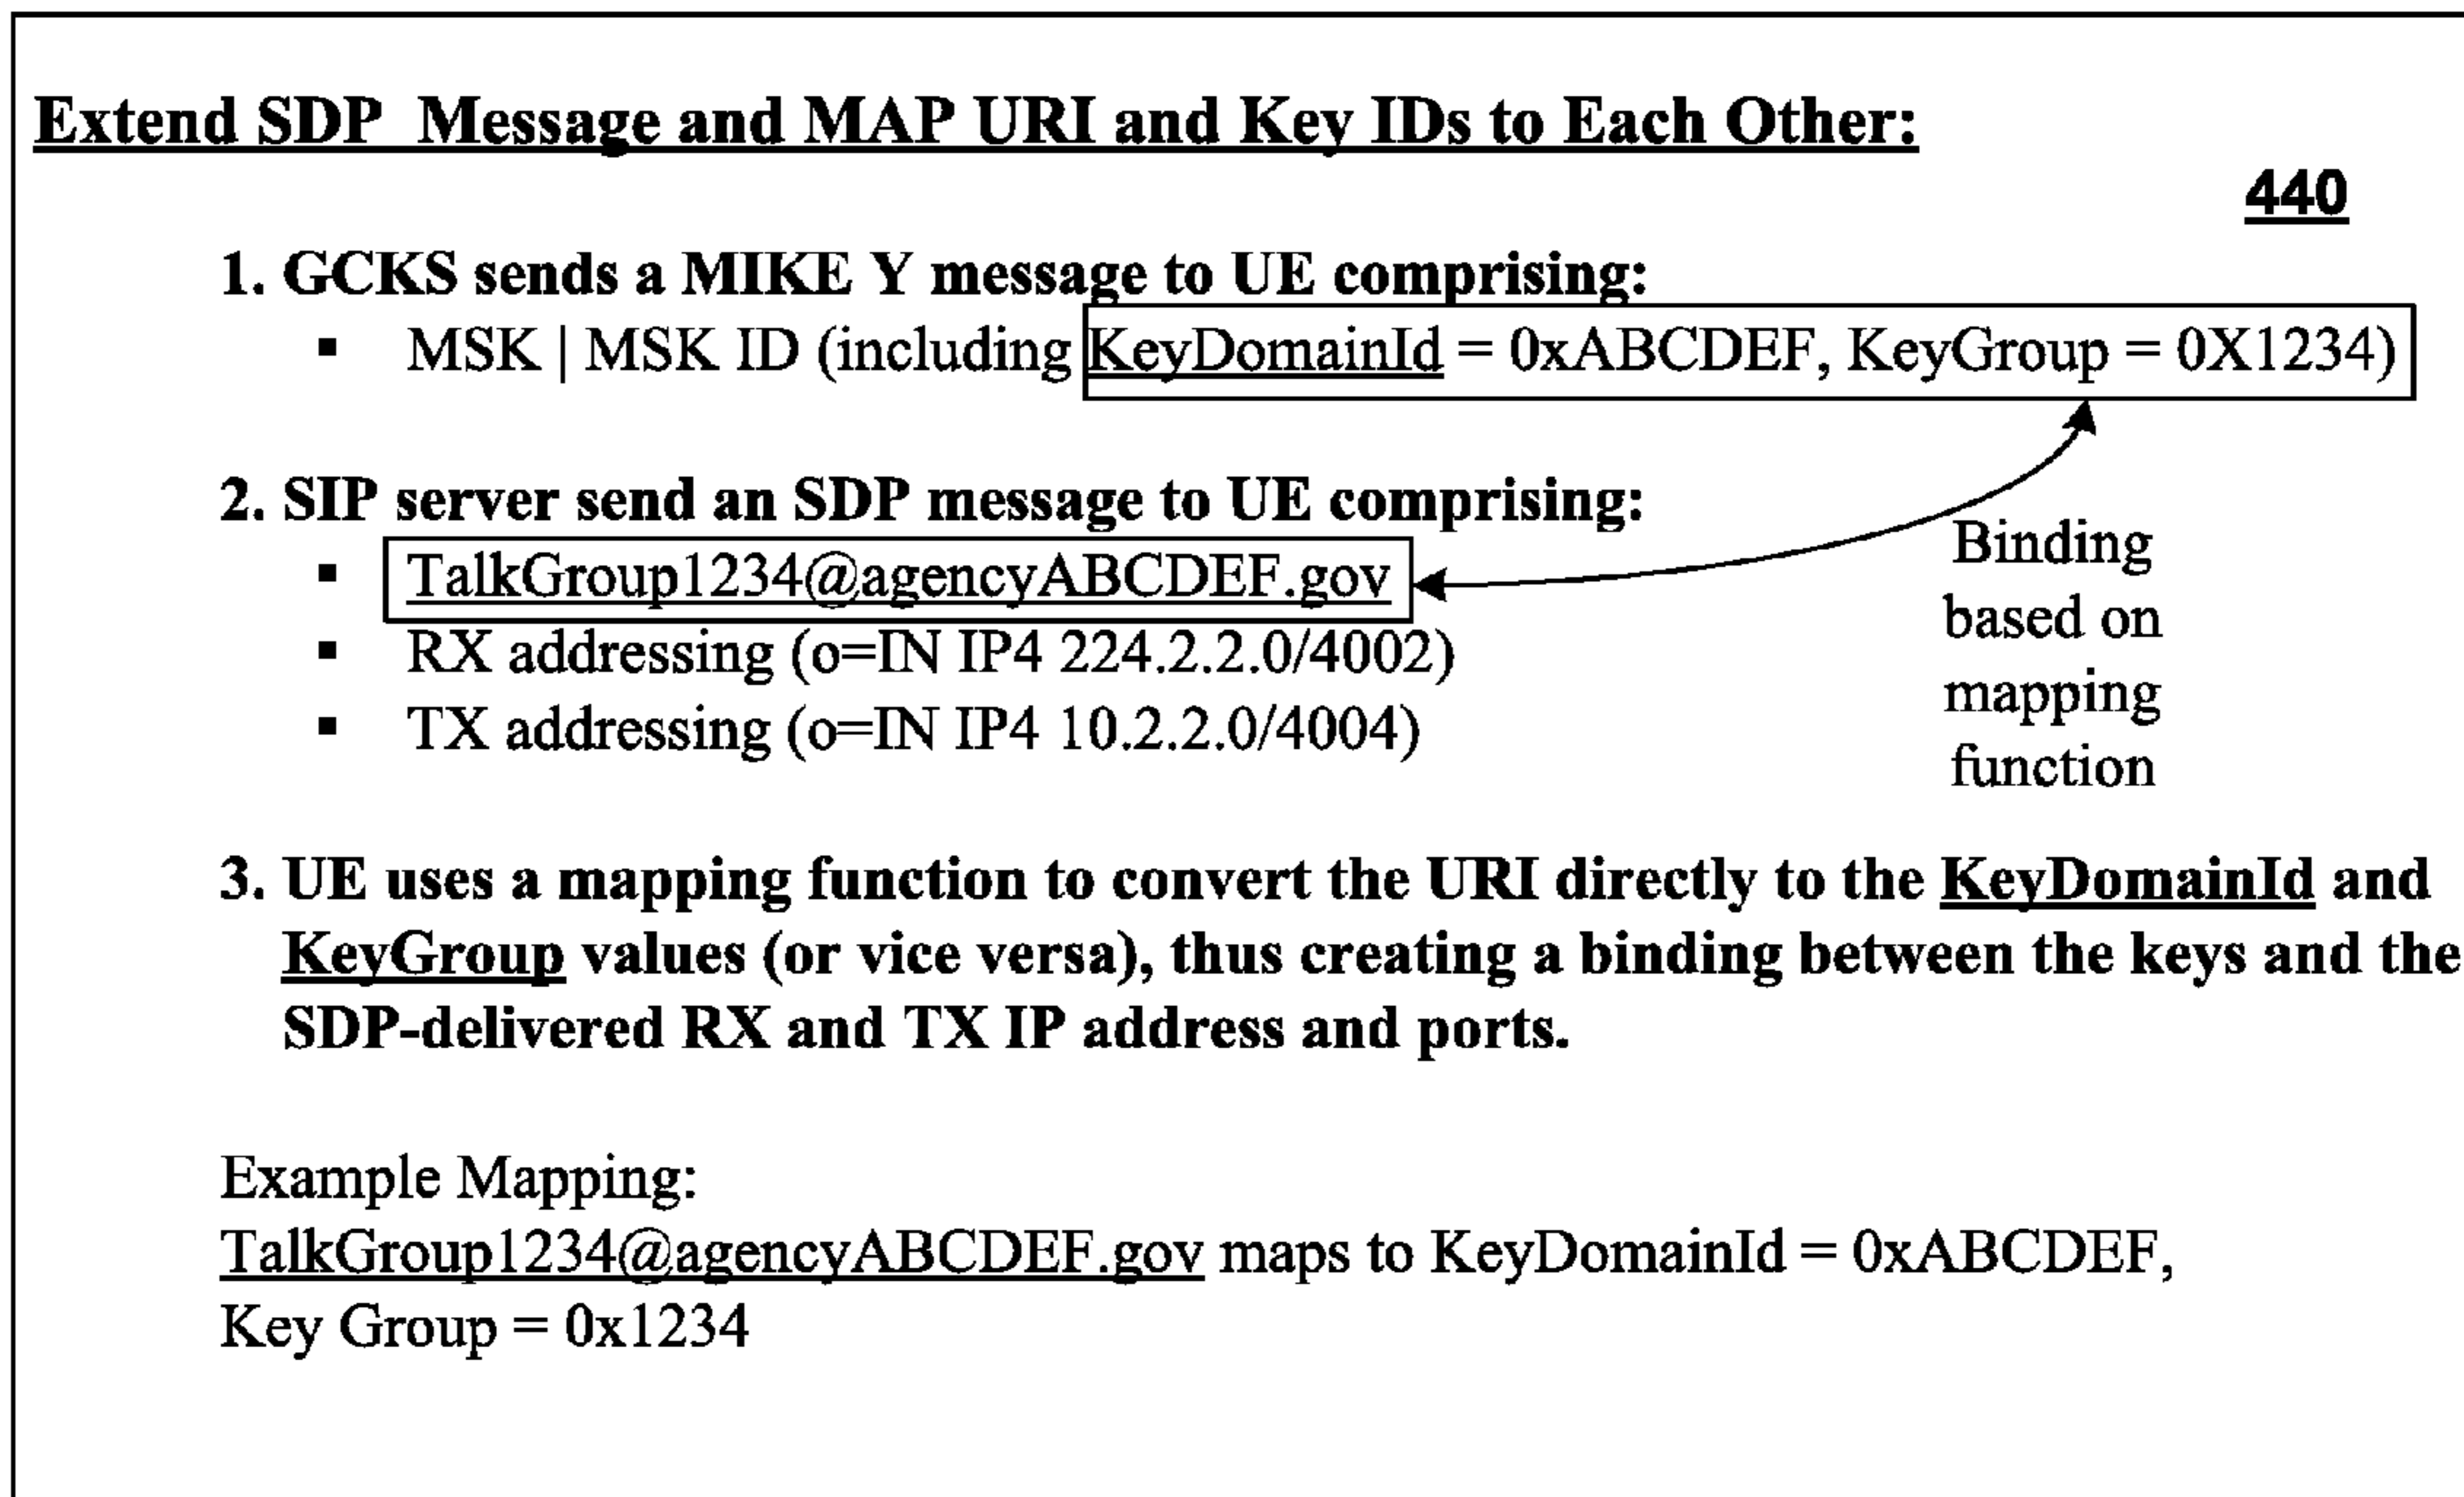 Extend SDP Message and MAP URI and Key IDs to Each Other:
440
1. GCKS sends a MIKE Y message to UE comprising:
▪ MSK | MSK ID (including KeyDomainId = 0xABCDEF, KeyGroup = 0X1234)
2. SIP server send an SDP message to UE comprising:
▪ TalkGroup1234@agencyABCDEF.gov
▪ RX addressing (o=IN IP4 224.2.2.0/4002)
▪ TX addressing (o=IN IP4 10.2.2.0/4004)
Binding
based on
mapping
function
3. UE uses a mapping function to convert the URI directly to the KeyDomainId and
KeyGroup values (or vice versa), thus creating a binding between the keys and the
SDP-delivered RX and TX IP address and ports.
Example Mapping:
TalkGroup1234@agencyABCDEF.gov maps to KeyDomainId = 0xABCDEF,
Key Group = 0x1234